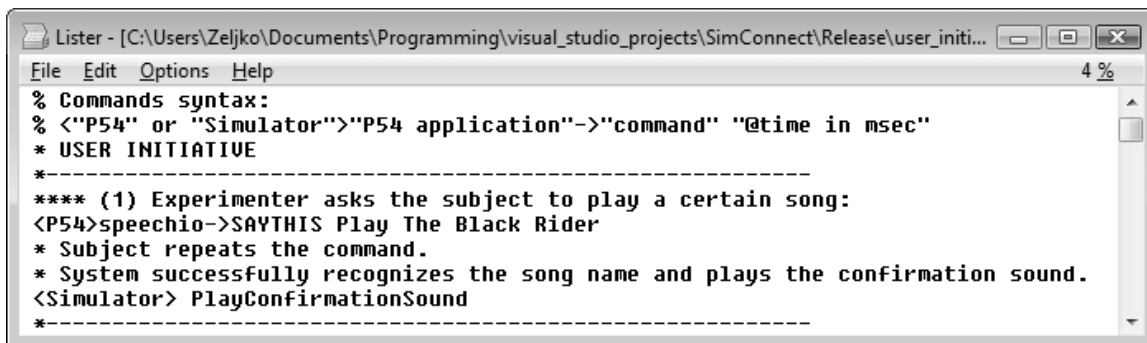 Lister - [C:\Users\Zeljko\Documents\Programming\visual_studio_projects\SimConnect\Release\user_initi...
File Edit Options Help 4 %
% Commands syntax:
% <"P54" or "Simulator">"P54 application"->"command" "@time in msec"
* USER INITIATIVE
*----------------------------------------------------------
**** (1) Experimenter asks the subject to play a certain song:
<P54>speechio->SAYTHIS Play The Black Rider
* Subject repeats the command.
* System successfully recognizes the song name and plays the confirmation sound.
<Simulator> PlayConfirmationSound
*----------------------------------------------------------